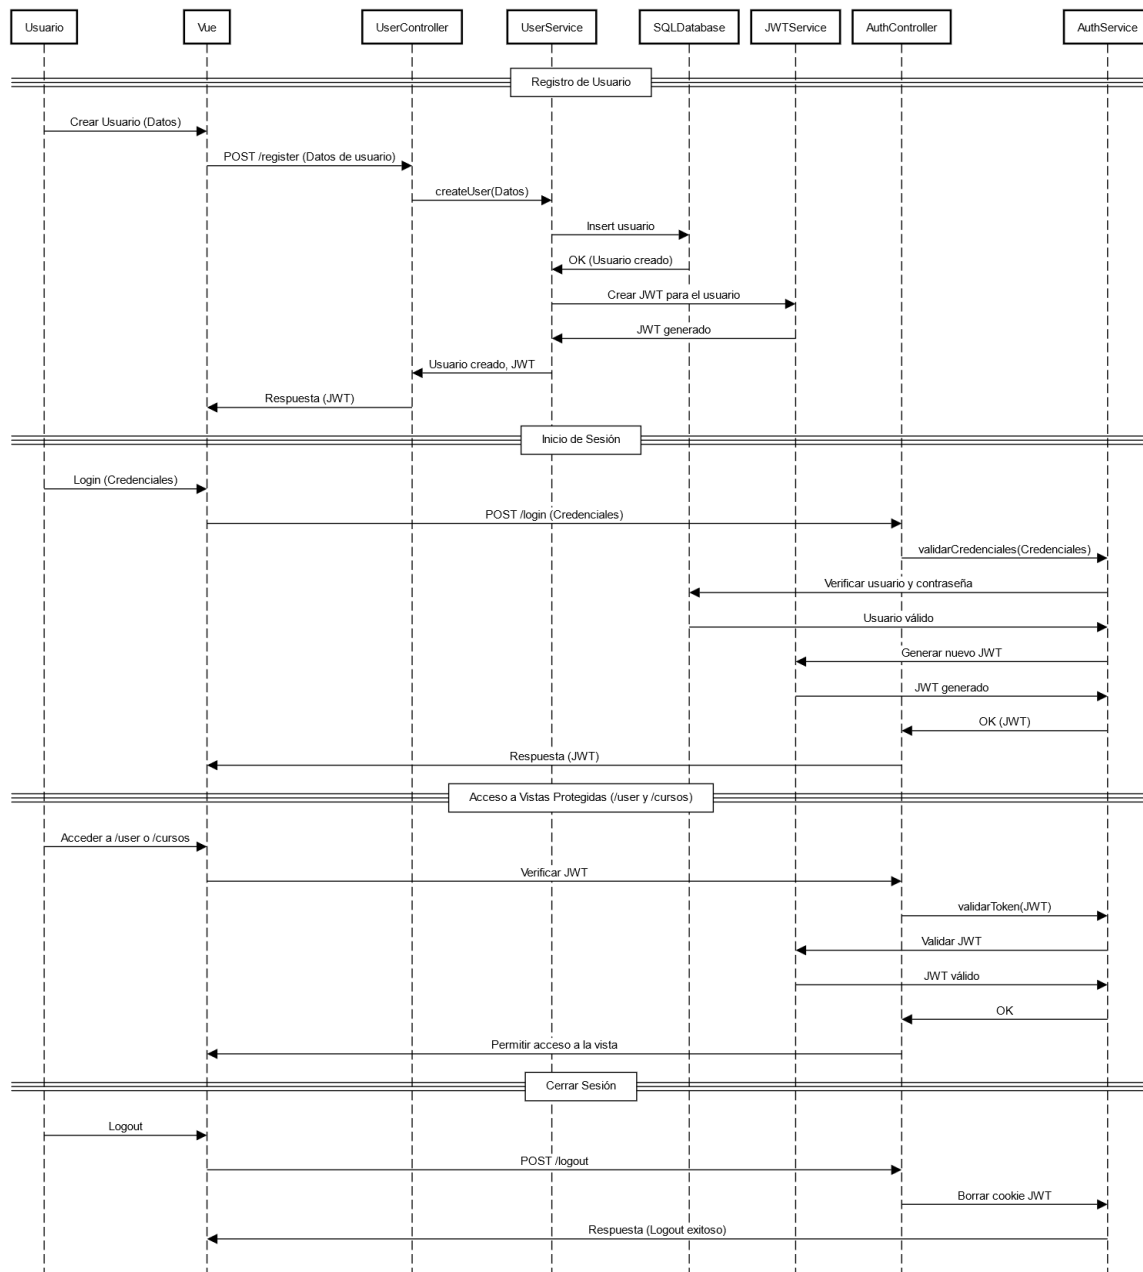 Usuario
Vue
UserController
UserService
SQLDatabase
JWTService
AuthController
AuthService
Registro de Usuario
Crear Usuario (Datos)
POST /register (Datos de usuario)
createUser(Datos)
Insert usuario
OK (Usuario creado)
Crear JWT para el usuario
JWT generado
Usuario creado, JWT
Respuesta (JWT)
Inicio de Sesión
Login (Credenciales)
POST /login (Credenciales)
validarCredenciales(Credenciales)
Verificar usuario y contraseña
Usuario válido
Generar nuevo JWT
JWT generado
OK (JWT)
Respuesta (JWT)
Acceso a Vistas Protegidas (/user y /cursos)
Acceder a /user o /cursos
Verificar JWT
validarToken(JWT)
Validar JWT
JWT válido
OK
Permitir acceso a la vista
Cerrar Sesión
Logout
POST /logout
Borrar cookie JWT
Respuesta (Logout exitoso)